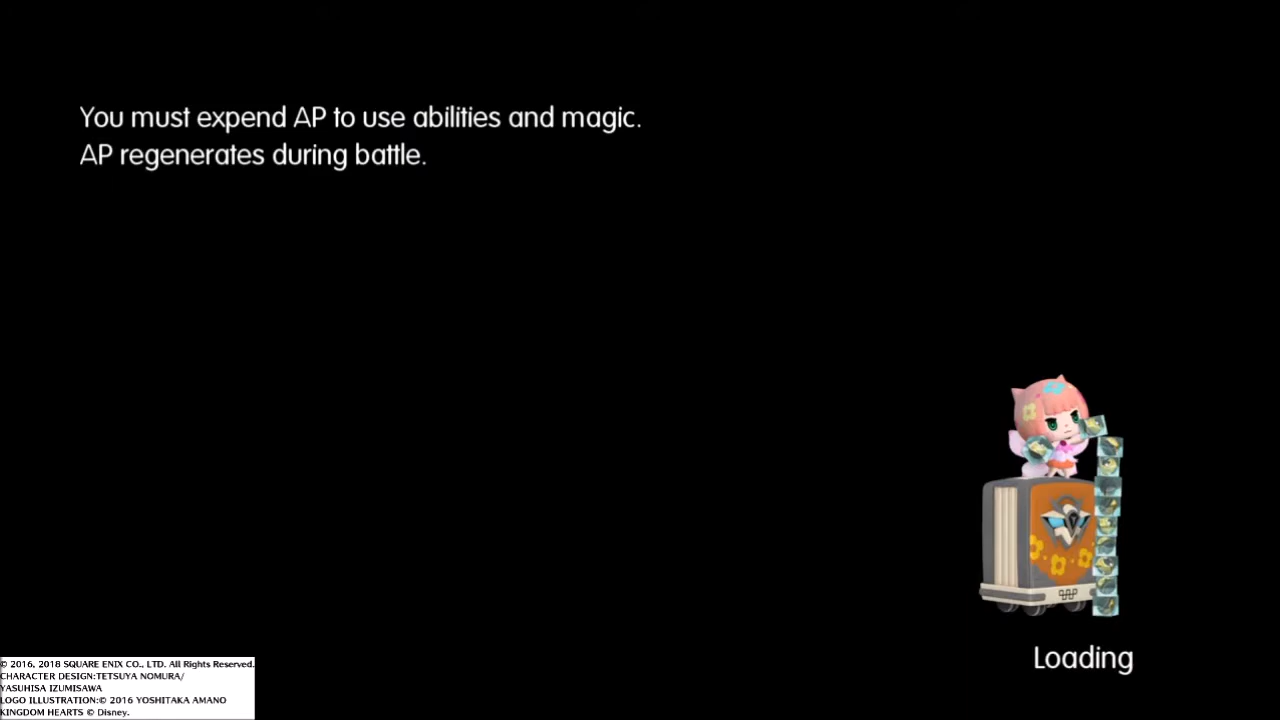 You must expend AP to use abilities and magic.
AP regenerates during battle.
Loading
© 2016, 2018 SQUARE ENIX CO., LTD. All Rights Reserved.
CHARACTER DESIGN:TETSUYA NOMURA/
YASUHISA IZUMISAWA
LOGO ILLUSTRATION:© 2016 YOSHITAKA AMANO
KINGDOM HEARTS © Disney.